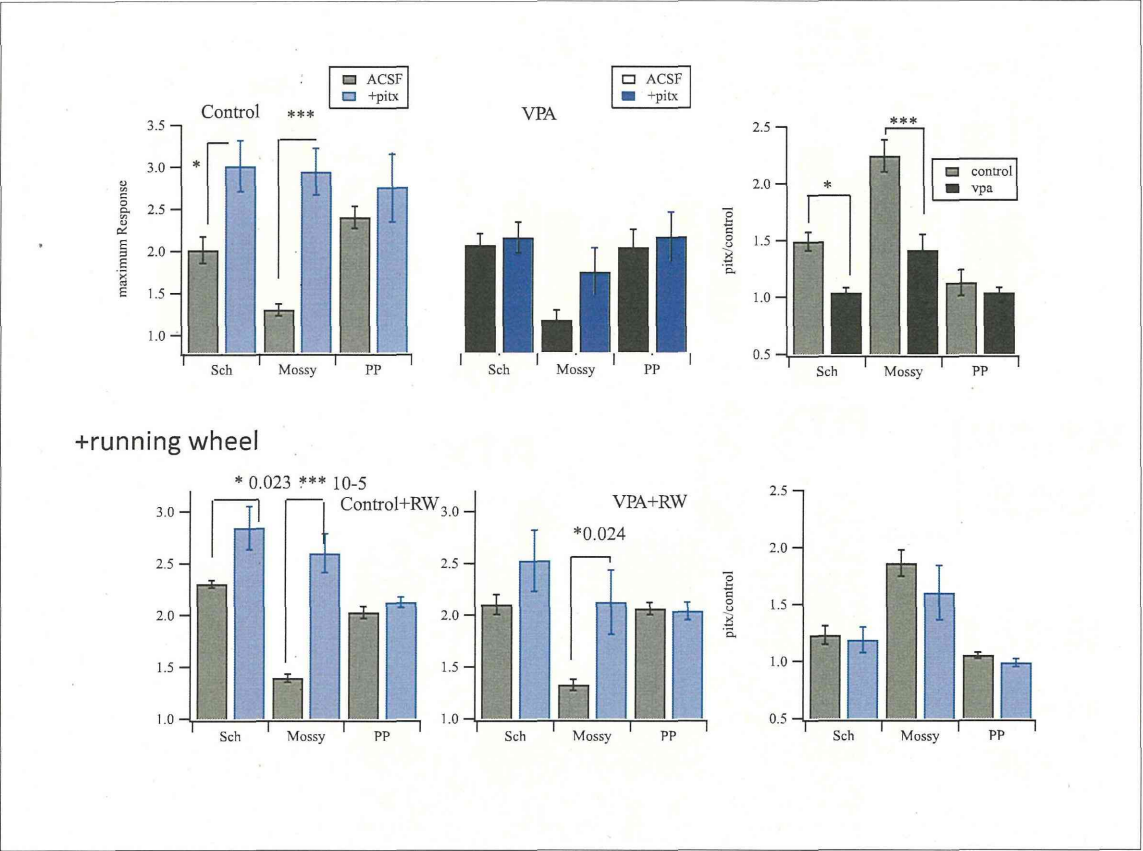 ACSF
+pitx
Control
***
*
3.5
3.0
2.5
2.0
1.5
1.0
maximum Response
Sch Mossy PP
ACSF
+pitx
VPA
Sch Mossy PP
***
*
control
vpa
2.5
2.0
1.5
1.0
0.5
pitx/control
Sch Mossy PP
+running wheel
* 0.023 *** 10-5
Control+RW
3.0
2.5
2.0
1.5
1.0
Sch Mossy PP
VPA+RW
*0.024
3.0
2.5
2.0
1.5
1.0
Sch Mossy PP
2.5
2.0
1.5
1.0
0.5
pitx/control
Sch Mossy PP